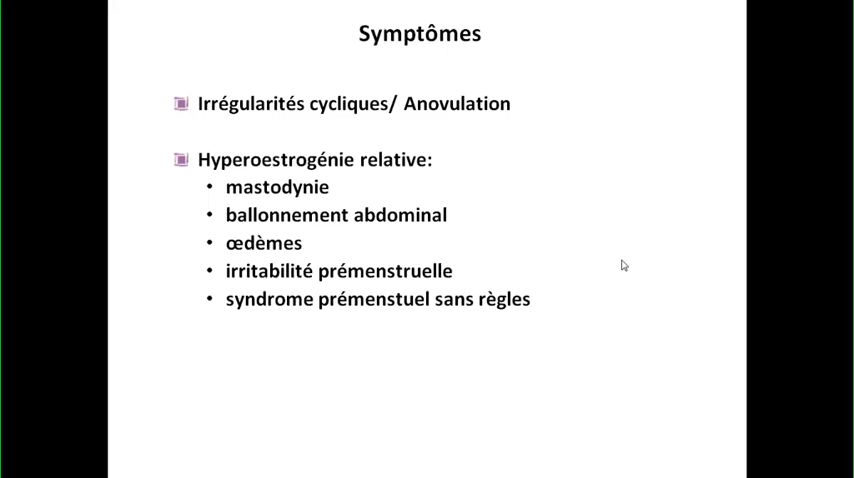 Symptômes
Irrégularités cycliques/ Anovulation
Hyperoestrogénie relative:
• mastodynie
• ballonnement abdominal
• œdèmes
• irritabilité prémenstruelle
• syndrome prémenstuel sans règles